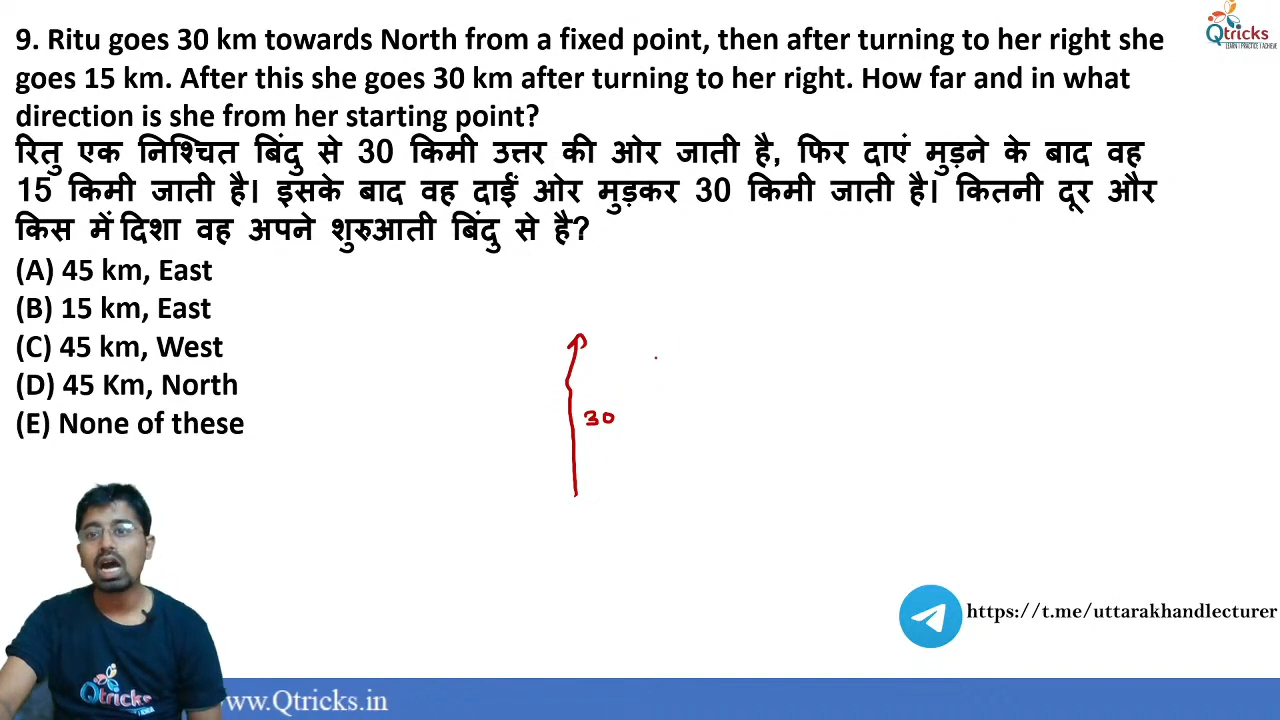 9. Ritu goes 30 km towards North from a fixed point, then after turning to her right she
goes 15 km. After this she goes 30 km after turning to her right. How far and in what
direction is she from her starting point?
रितु एक निश्चित बिंदु से 30 किमी उत्तर की ओर जाती है, फिर दाएं मुड़ने के बाद वह
15 किमी जाती है। इसके बाद वह दाईं ओर मुड़कर 30 किमी जाती है। कितनी दूर और
किस में दिशा वह अपने शुरुआती बिंदु से है?
(A) 45 km, East
(B) 15 km, East
(C) 45 km, West
(D) 45 Km, North
(E) None of these
30
Qtricks
LEARN | PRACTICE | ACHIEVE
https://t.me/uttarakhandlecturer
Qtricks
www.Qtricks.in